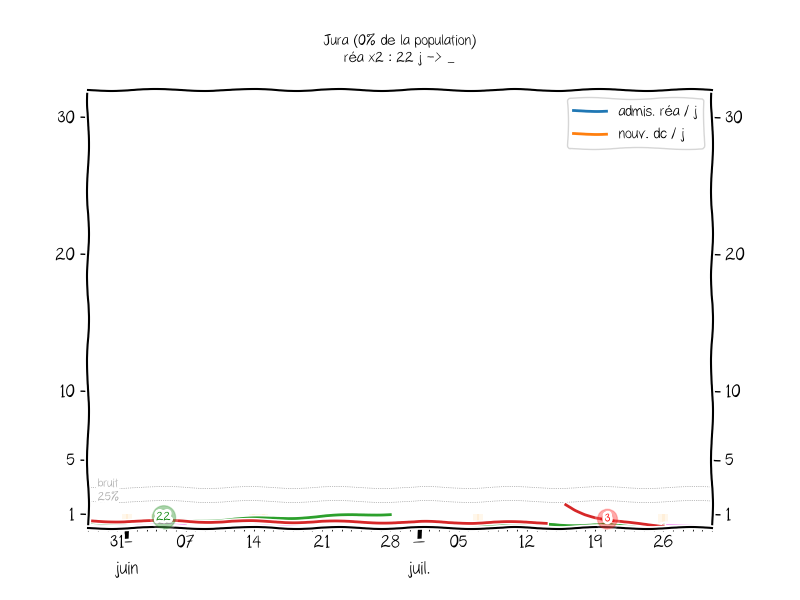 Jura (0% de la population)
réa x2 : 22 j -> _
admis. réa / j
nouv. dc / j
30
30
20
20
10
10
5
5
bruit
25%
1
22
3
1
31 07 14 21 28 05 12 19 26
juin juil.